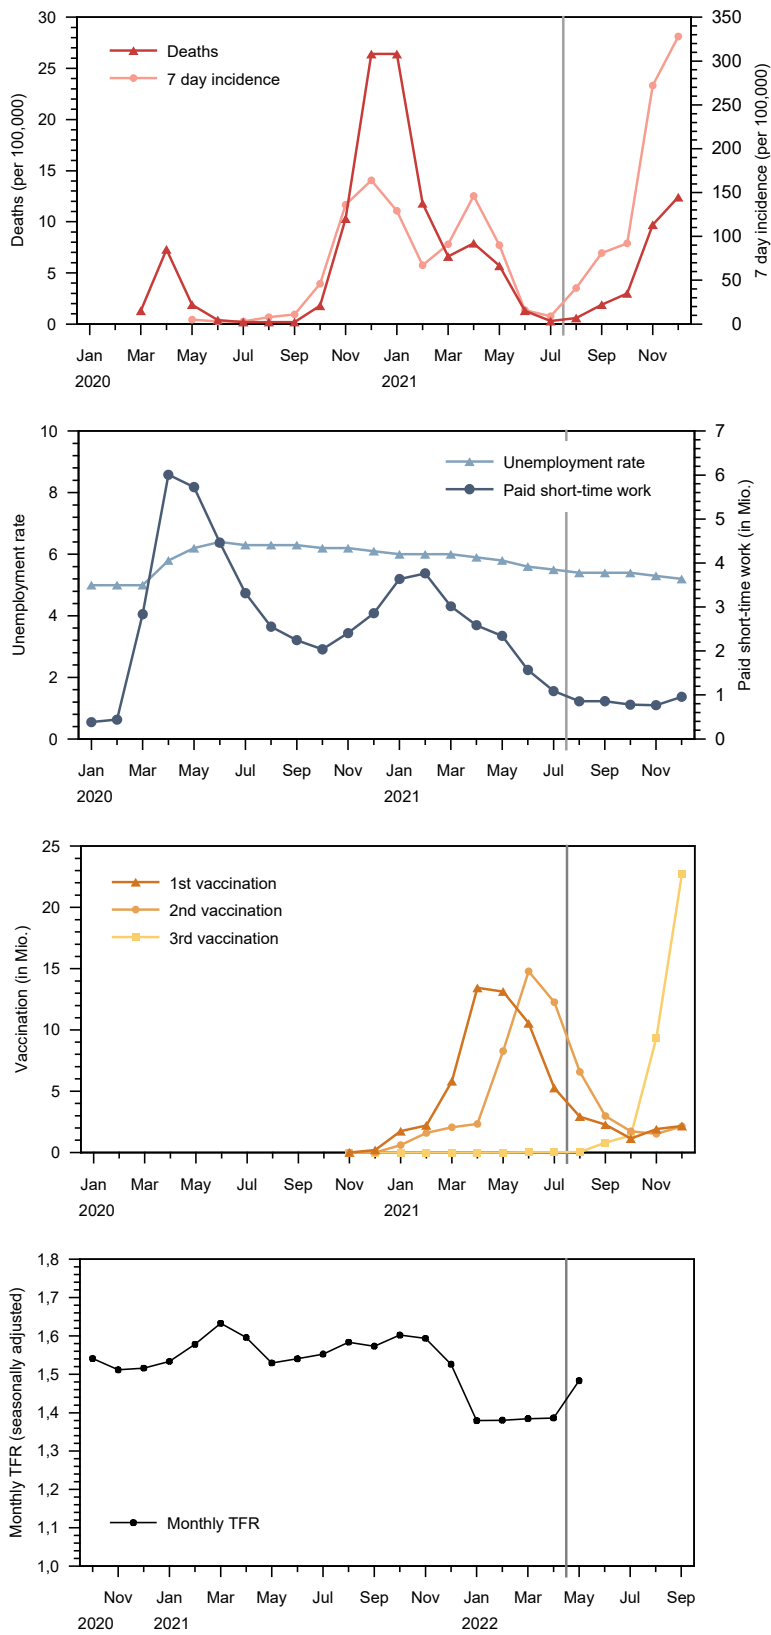 30
25
20
15
10
5
0
Deaths (per 100,000)
Deaths
7 day incidence
350
300
250
200
150
100
50
0
7 day incidence (per 100,000)
Jan Mar May Jul Sep Nov Jan Mar May Jul Sep Nov
2020 2021
10
8
6
4
2
0
Unemployment rate
Unemployment rate
Paid short-time work
7
6
5
4
3
2
1
0
Paid short-time work (in Mio.)
Jan Mar May Jul Sep Nov Jan Mar May Jul Sep Nov
2020 2021
25
20
15
10
5
0
Vaccination (in Mio.)
1st vaccination
2nd vaccination
3rd vaccination
Jan Mar May Jul Sep Nov Jan Mar May Jul Sep Nov
2020 2021
1,8
1,7
1,6
1,5
1,4
1,3
1,2
1,1
1,0
Monthly TFR (seasonally adjusted)
Monthly TFR
Nov Jan Mar May Jul Sep Nov Jan Mar May Jul Sep
2020 2021 2022